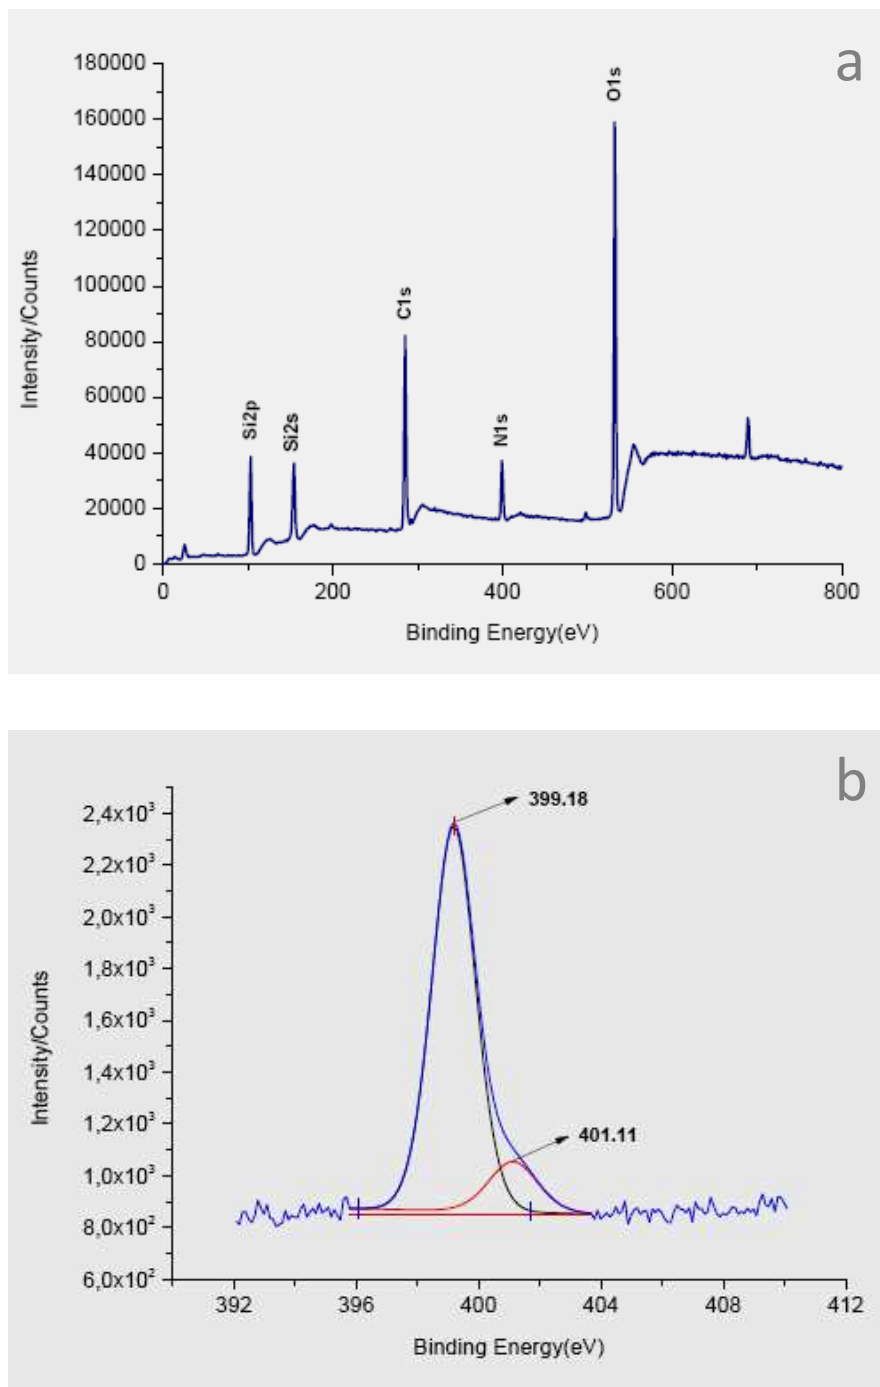 a
180000
160000
140000
120000
100000
80000
60000
40000
20000
0
Intensity/Counts
Si2p
Si2s
C1s
N1s
O1s
0 200 400 600 800
Binding Energy(eV)
b
2,4x10³
2,2x10³
2,0x10³
1,8x10³
1,6x10³
1,4x10³
1,2x10³
1,0x10³
8,0x10²
6,0x10²
Intensity/Counts
399.18
401.11
392 396 400 404 408 412
Binding Energy(eV)